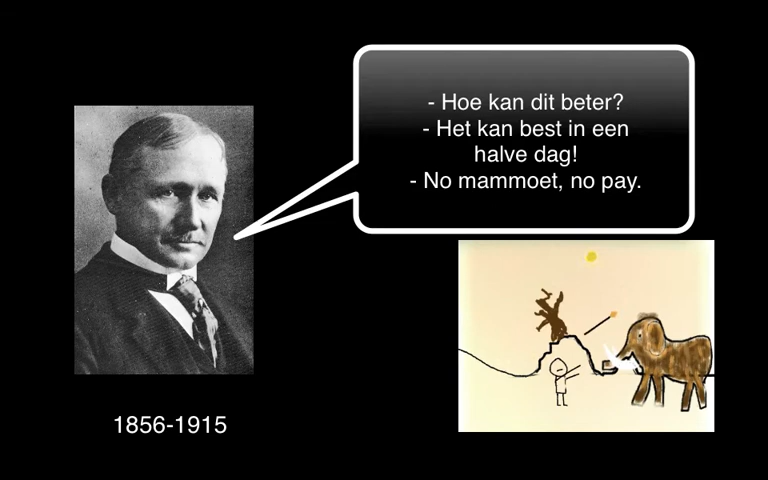 - Hoe kan dit beter?
- Het kan best in een
halve dag!
- No mammoet, no pay.
1856-1915